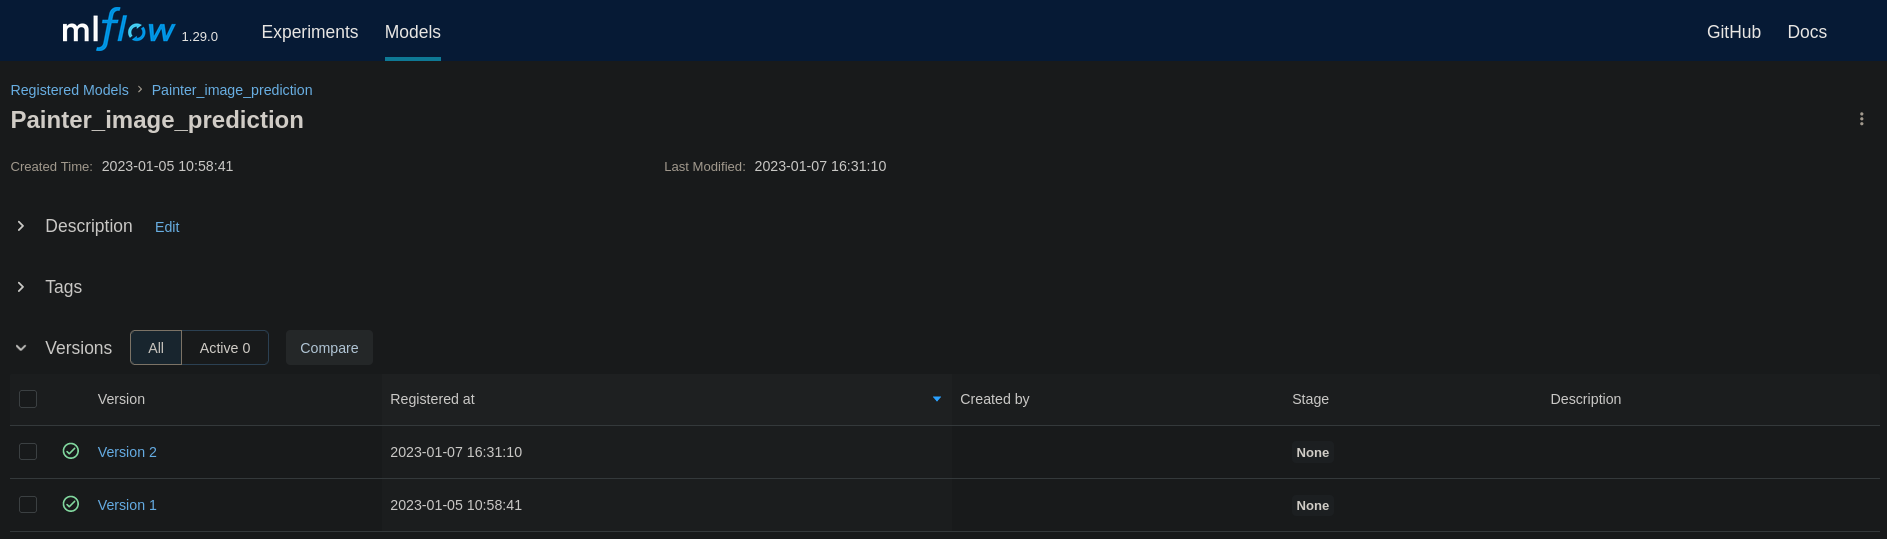 mlflow 1.29.0 Experiments Models GitHub Docs
Registered Models > Painter_image_prediction
Painter_image_prediction
Created Time: 2023-01-05 10:58:41 Last Modified: 2023-01-07 16:31:10
Description Edit
Tags
Versions All Active 0 Compare
Version Registered at Created by Stage Description
Version 2 2023-01-07 16:31:10 None
Version 1 2023-01-05 10:58:41 None